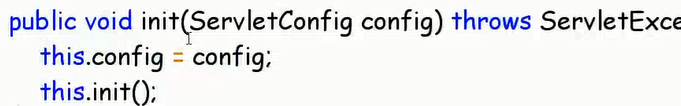 public void init(ServletConfig config) throws ServletExce
this.config = config;
this.init();